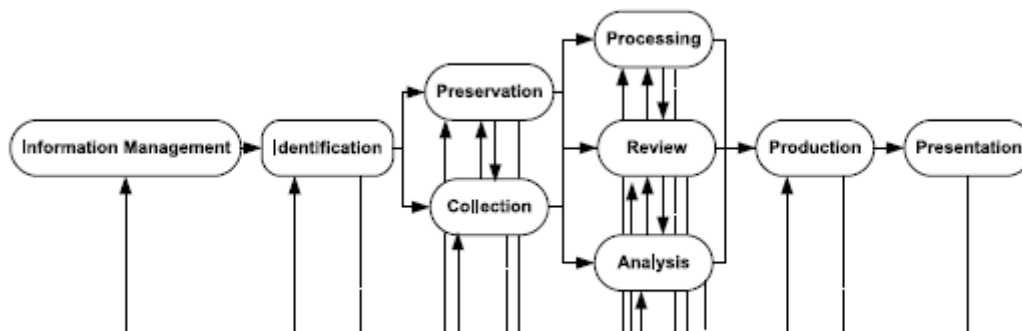 Information Management
Identification
Preservation
Collection
Processing
Review
Analysis
Production
Presentation